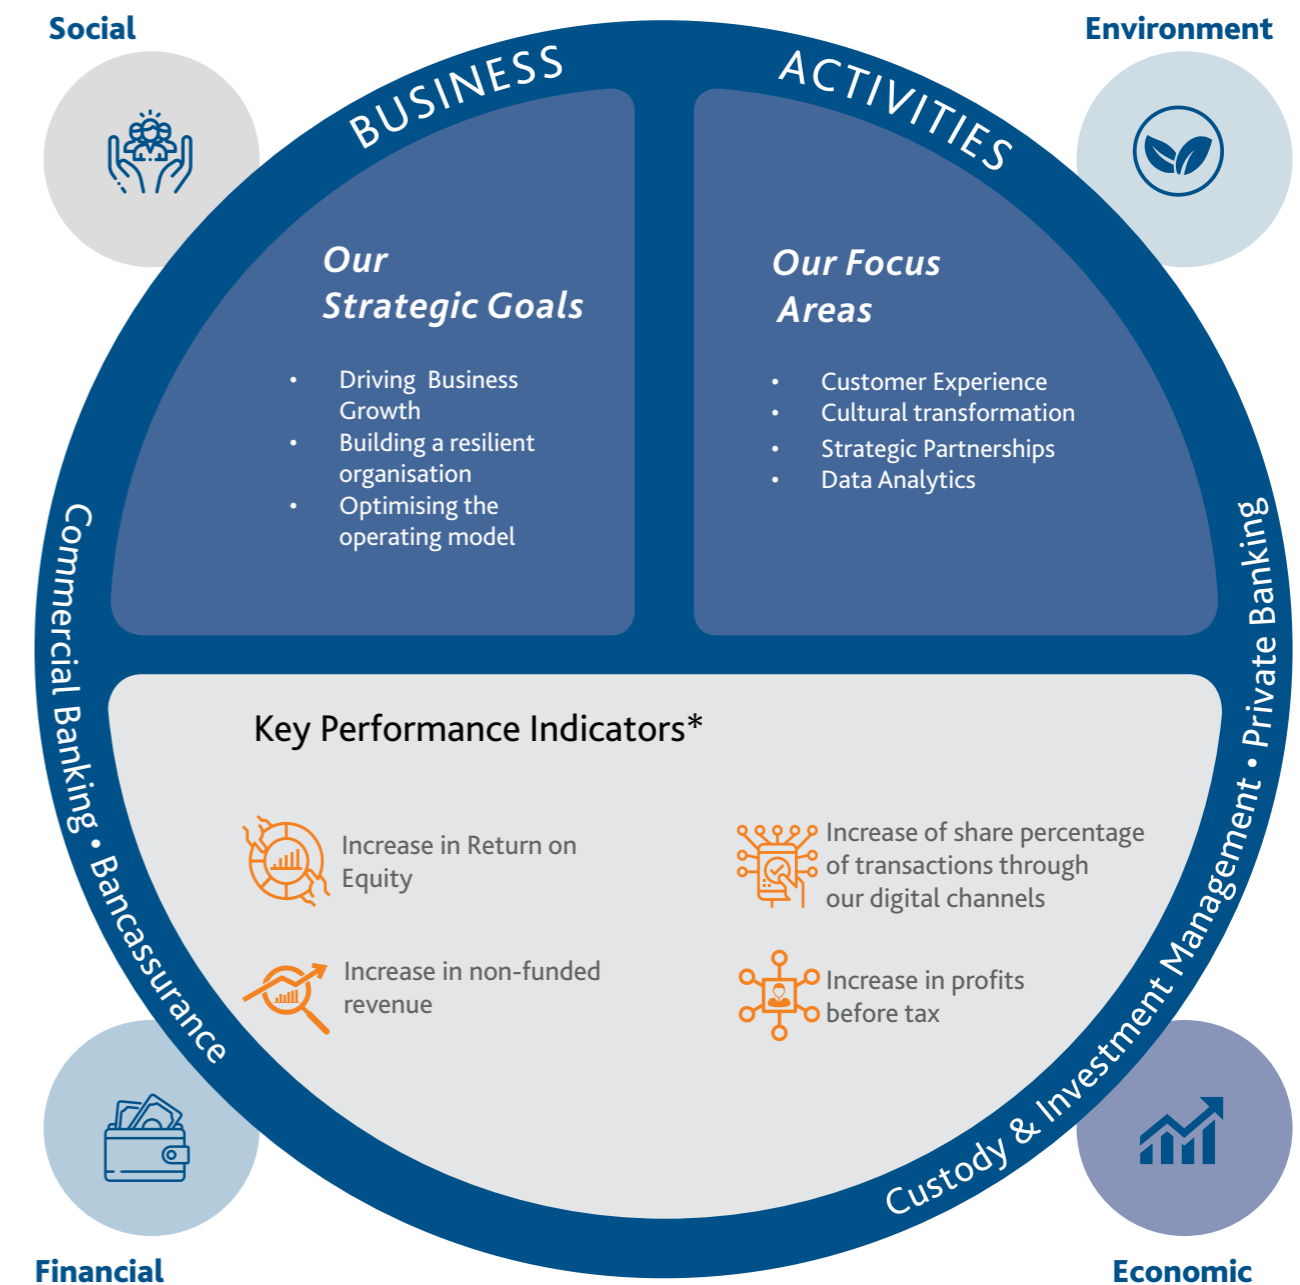 Social
Environment
BUSINESS
ACTIVITIES
Our
Strategic Goals
• Driving Business
Growth
• Building a resilient
organisation
• Optimising the
operating model
Our Focus
Areas
• Customer Experience
• Cultural transformation
• Strategic Partnerships
• Data Analytics
Commercial Banking • Bancassurance
Custody & Investment Management • Private Banking
Key Performance Indicators*
Increase in Return on
Equity
Increase of share percentage
of transactions through
our digital channels
Increase in non-funded
revenue
Increase in profits
before tax
Financial
Economic